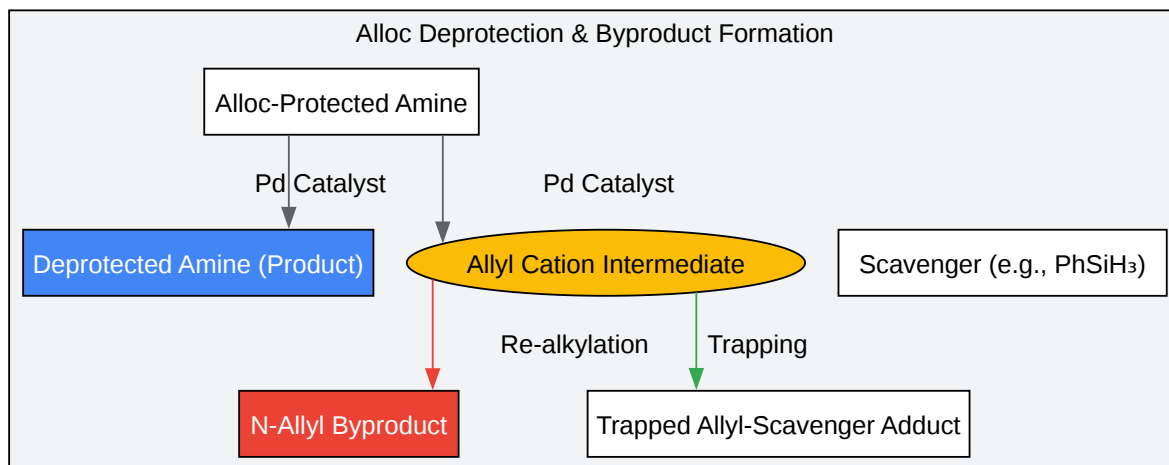 Alloc Deprotection & Byproduct Formation
Alloc-Protected Amine
Pd Catalyst
Pd Catalyst
Deprotected Amine (Product)
Allyl Cation Intermediate
Scavenger (e.g., PhSiH₃)
Re-alkylation
Trapping
N-Allyl Byproduct
Trapped Allyl-Scavenger Adduct